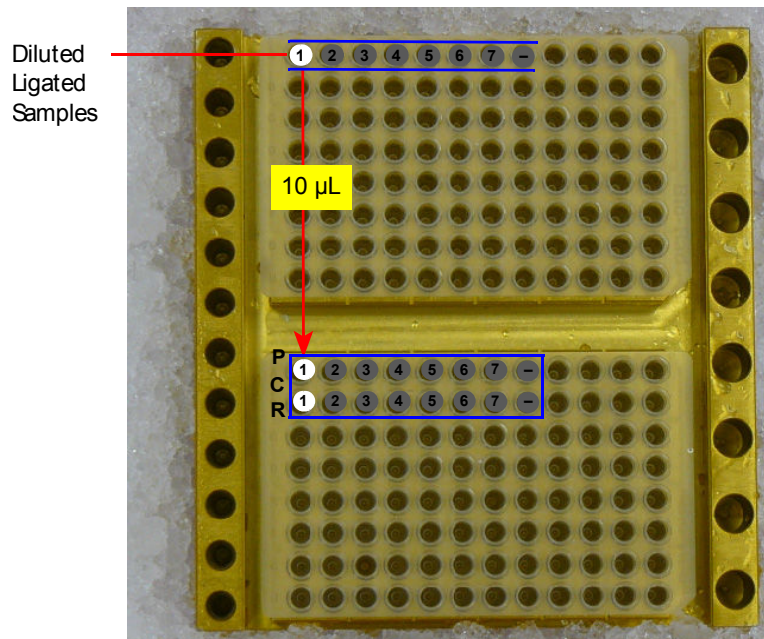 Diluted
Ligated
Samples
1 2 3 4 5 6 7 –
10 µL
P
C
R
1 2 3 4 5 6 7 –
1 2 3 4 5 6 7 –